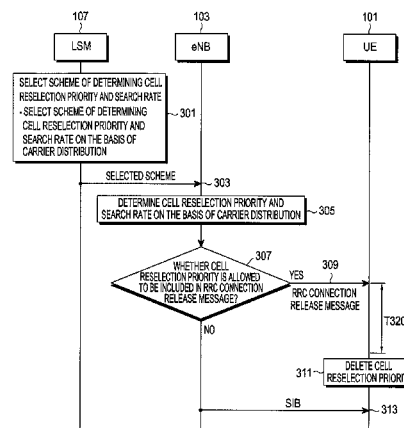 107
103
101
LSM
eNB
UE
SELECT SCHEME OF DETERMINING CELL
RESELECTION PRIORITY AND SEARCH RATE
- SELECT SCHEME OF DETERMINING
CELL RESELECTION PRIORITY AND
SEARCH RATE ON THE BASIS OF
CARRIER DISTRIBUTION
301
SELECTED SCHEME
303
DETERMINE CELL RESELECTION PRIORITY AND
SEARCH RATE ON THE BASIS OF CARRIER DISTRIBUTION
305
307
WHETHER CELL
RESELECTION PRIORITY IS ALLOWED
TO BE INCLUDED IN RRC CONNECTION
RELEASE MESSAGE?
YES
309
RRC CONNECTION
RELEASE MESSAGE
T320
NO
311
DELETE CELL
RESELECTION PRIORIT
SIB
313